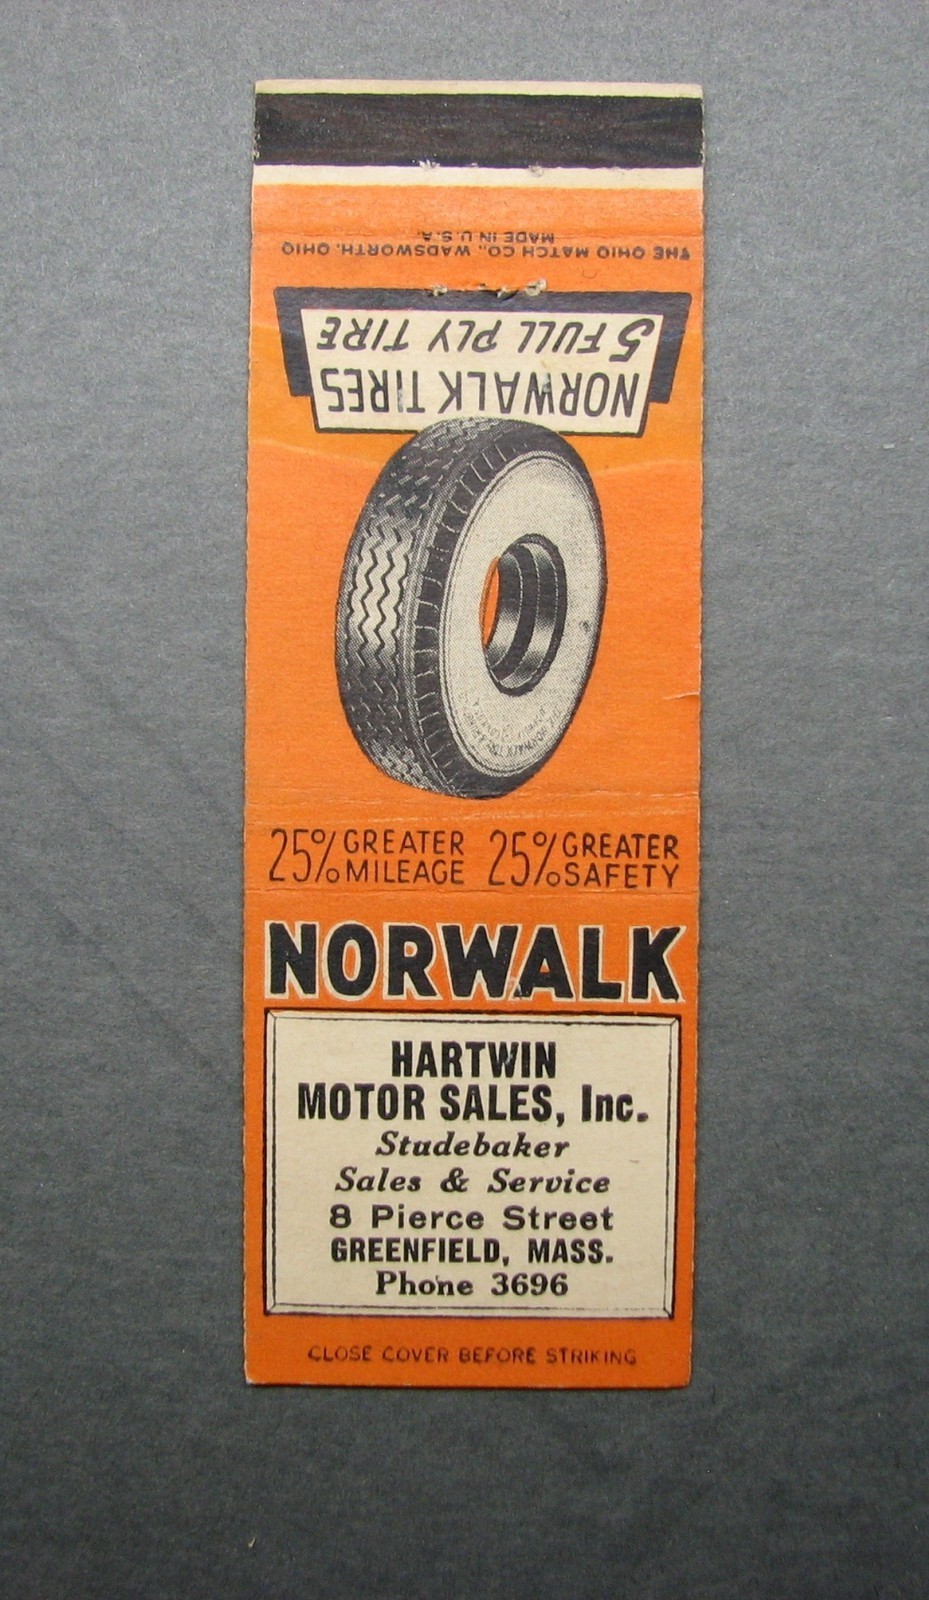 THE OHIO MATCH CO., WADSWORTH, OHIO
MADE IN U.S.A.
NORWALK TIRES
5 FULL PLY TIRE
25% GREATER MILEAGE 25% GREATER SAFETY
NORWALK
HARTWIN
MOTOR SALES, Inc.
Studebaker
Sales & Service
8 Pierce Street
GREENFIELD, MASS.
Phone 3696
CLOSE COVER BEFORE STRIKING